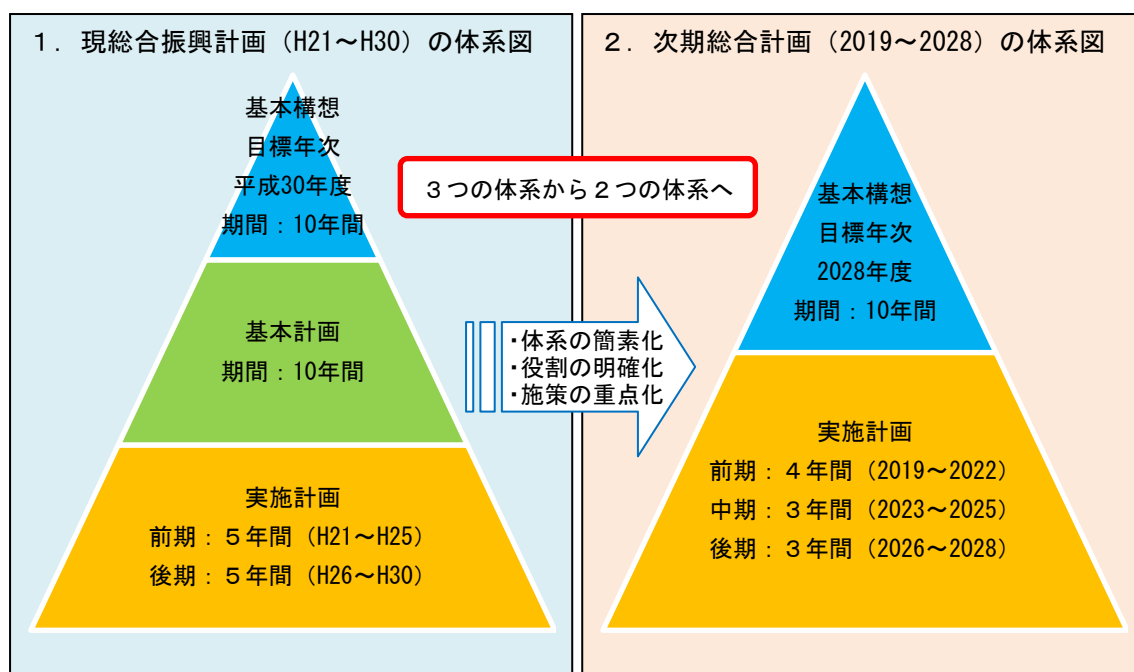 １．現総合振興計画（H21～H30）の体系図
基本構想
目標年次
平成30年度
期間：10年間
基本計画
期間：10年間
実施計画
前期：５年間（H21～H25）
後期：５年間（H26～H30）
３つの体系から２つの体系へ
・体系の簡素化
・役割の明確化
・施策の重点化
２．次期総合計画（2019～2028）の体系図
基本構想
目標年次
2028年度
期間：10年間
実施計画
前期：４年間（2019～2022）
中期：３年間（2023～2025）
後期：３年間（2026～2028）